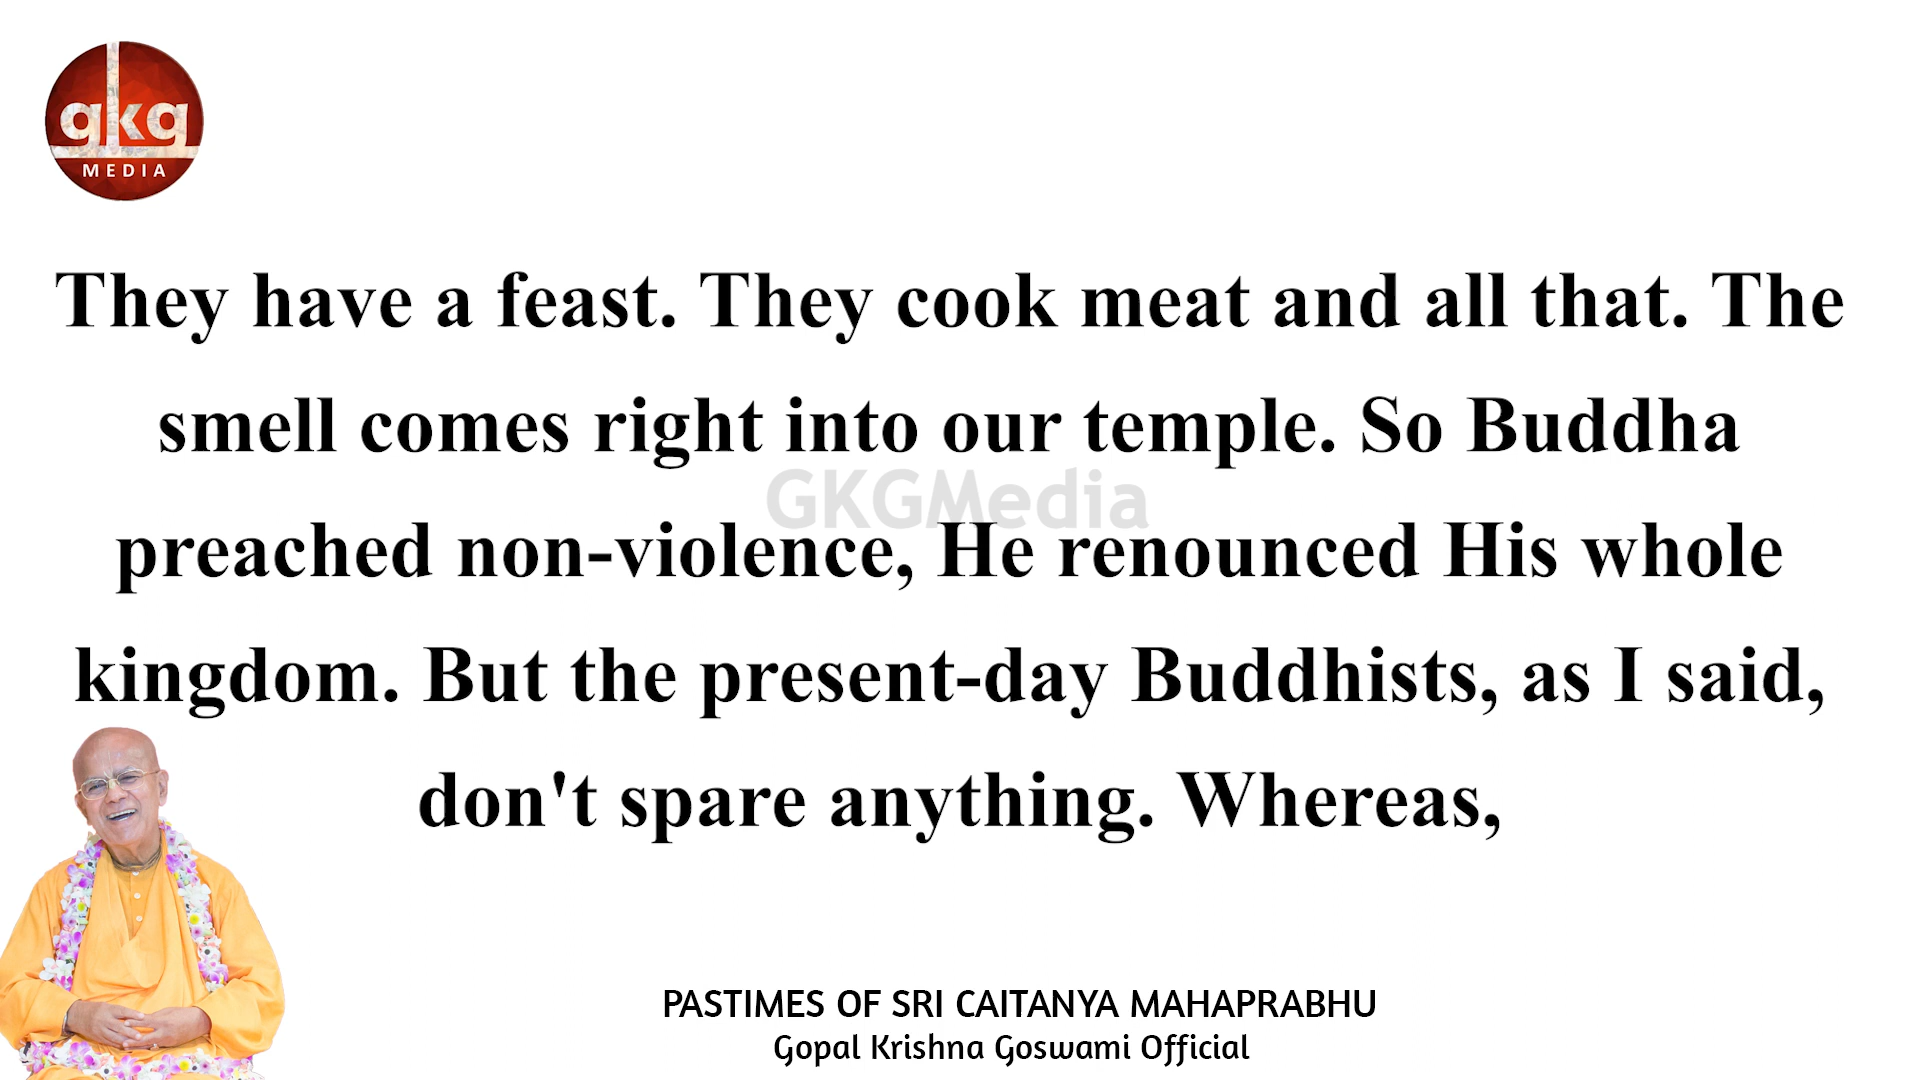 gkg
MEDIA
They have a feast. They cook meat and all that. The
smell comes right into our temple. So Buddha
GKGMedia
preached non-violence, He renounced His whole
kingdom. But the present-day Buddhists, as I said,
don't spare anything. Whereas,
PASTIMES OF SRI CAITANYA MAHAPRABHU
Gopal Krishna Goswami Official